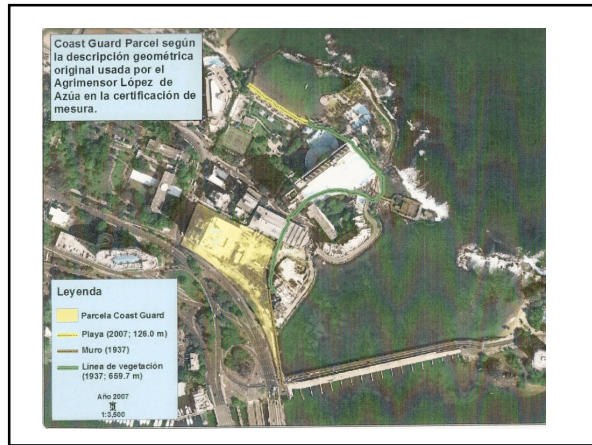 Coast Guard Parcel según
la descripción geométrica
original usada por el
Agrimensor López de
Azúa en la certificación de
mesura.
Leyenda
Parcela Coast Guard
Playa (2007; 126.0 m)
Muro (1937)
Línea de vegetación
(1937; 659.7 m)
Año 2007
1:3,500